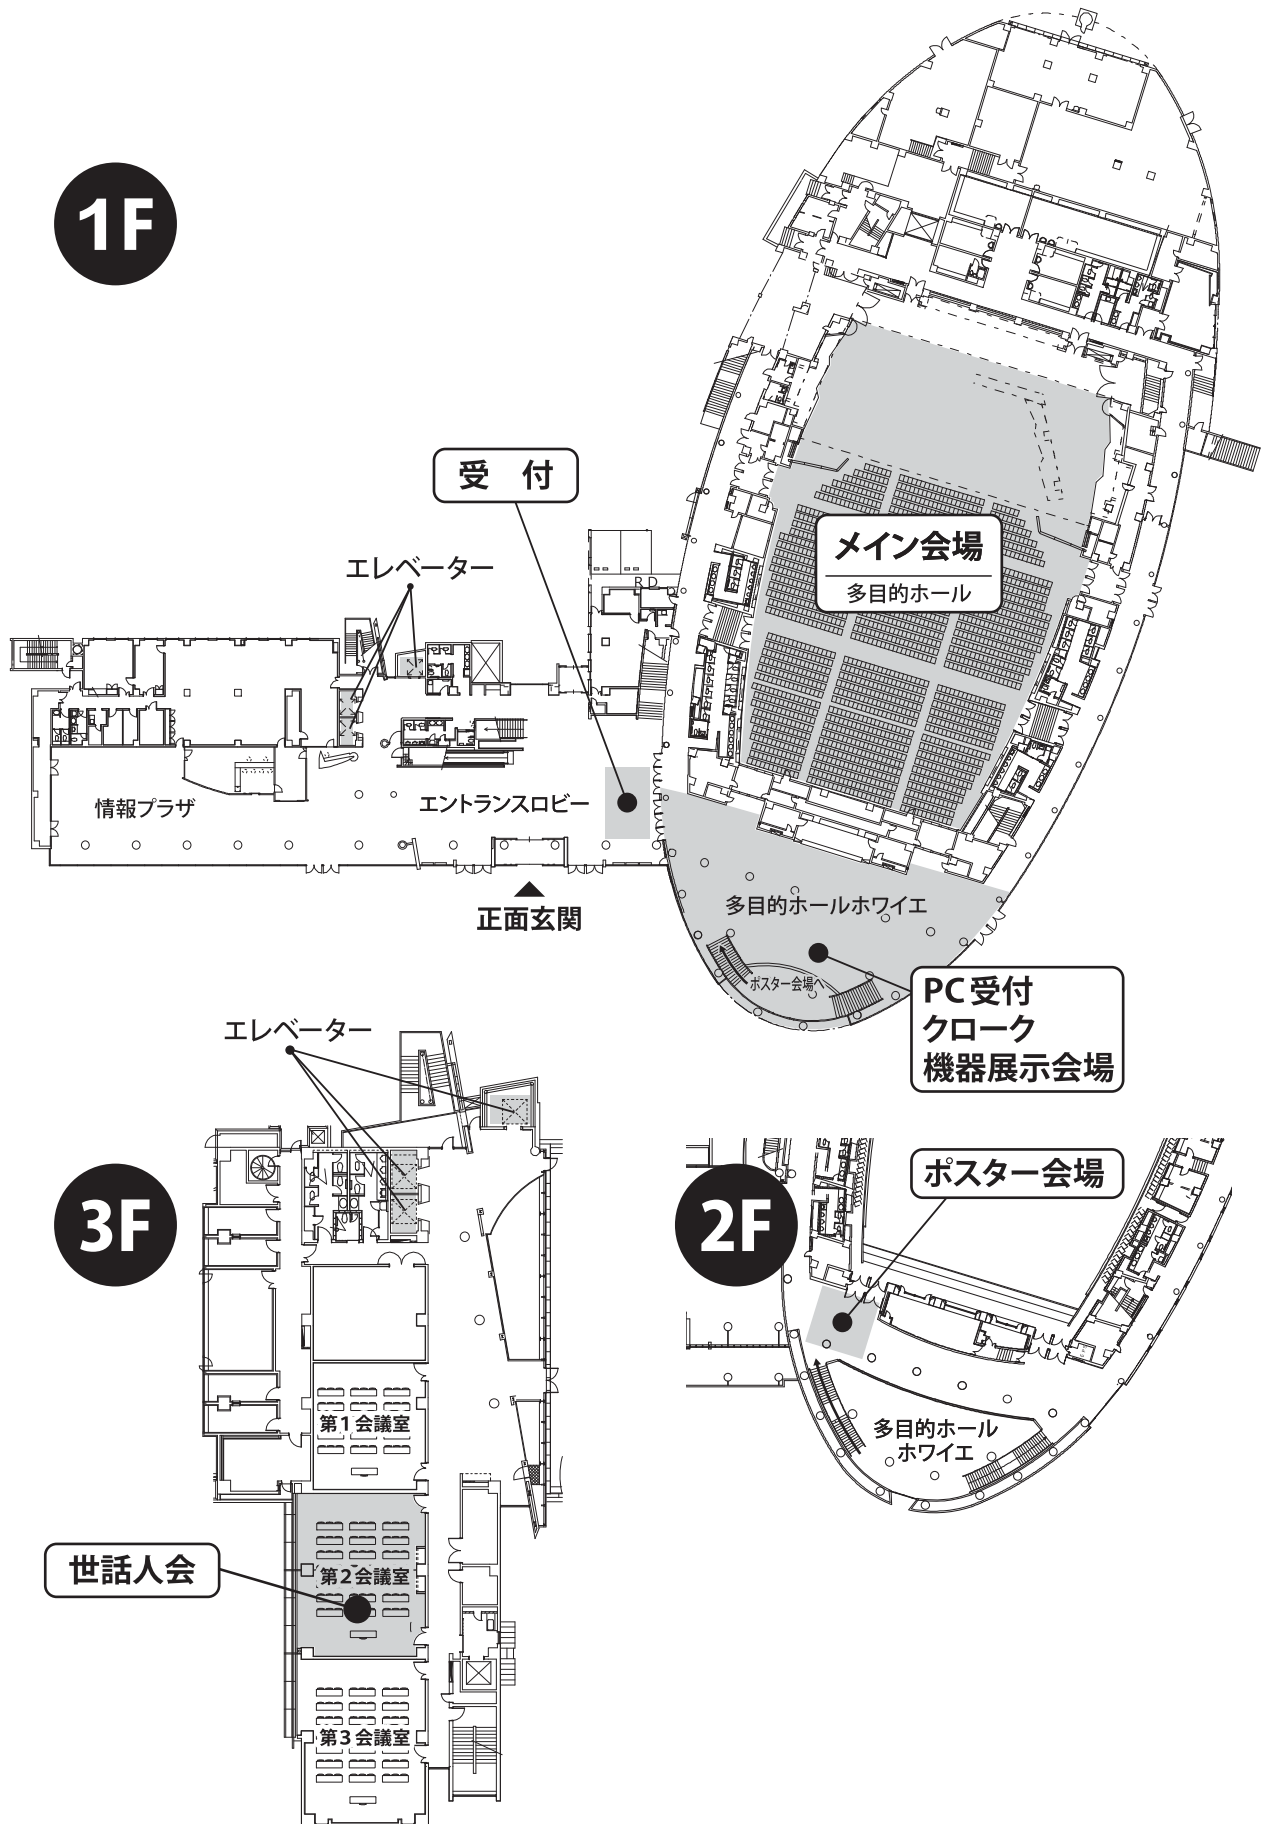 1F
受　付
エレベーター
メイン会場
多目的ホール
R.D
情報プラザ
エントランスロビー
正面玄関
多目的ホールホワイエ
ポスター会場へ
PC受付
クローク
機器展示会場
エレベーター
3F
第1会議室
世話人会
第2会議室
第3会議室
2F
ポスター会場
多目的ホール
ホワイエ